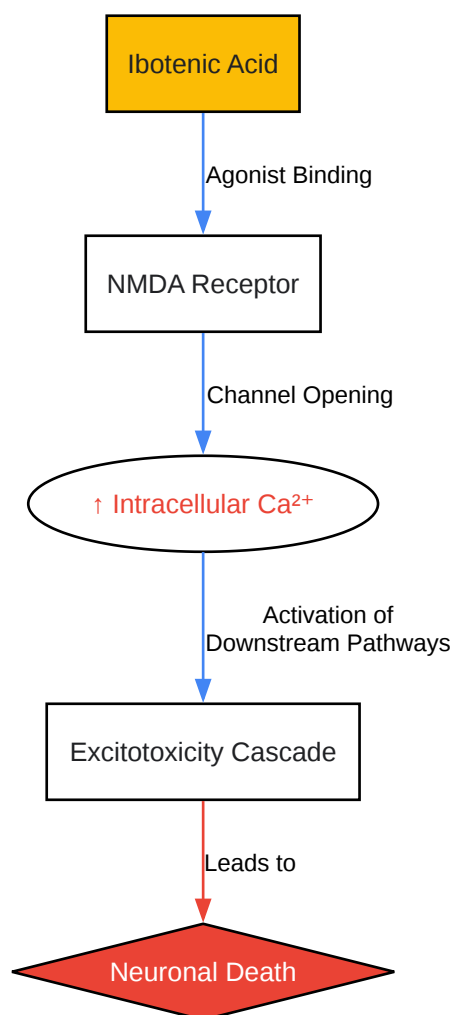 Ibotenic Acid
Agonist Binding
NMDA Receptor
Channel Opening
↑ Intracellular Ca²⁺
Activation of
Downstream Pathways
Excitotoxicity Cascade
Leads to
Neuronal Death